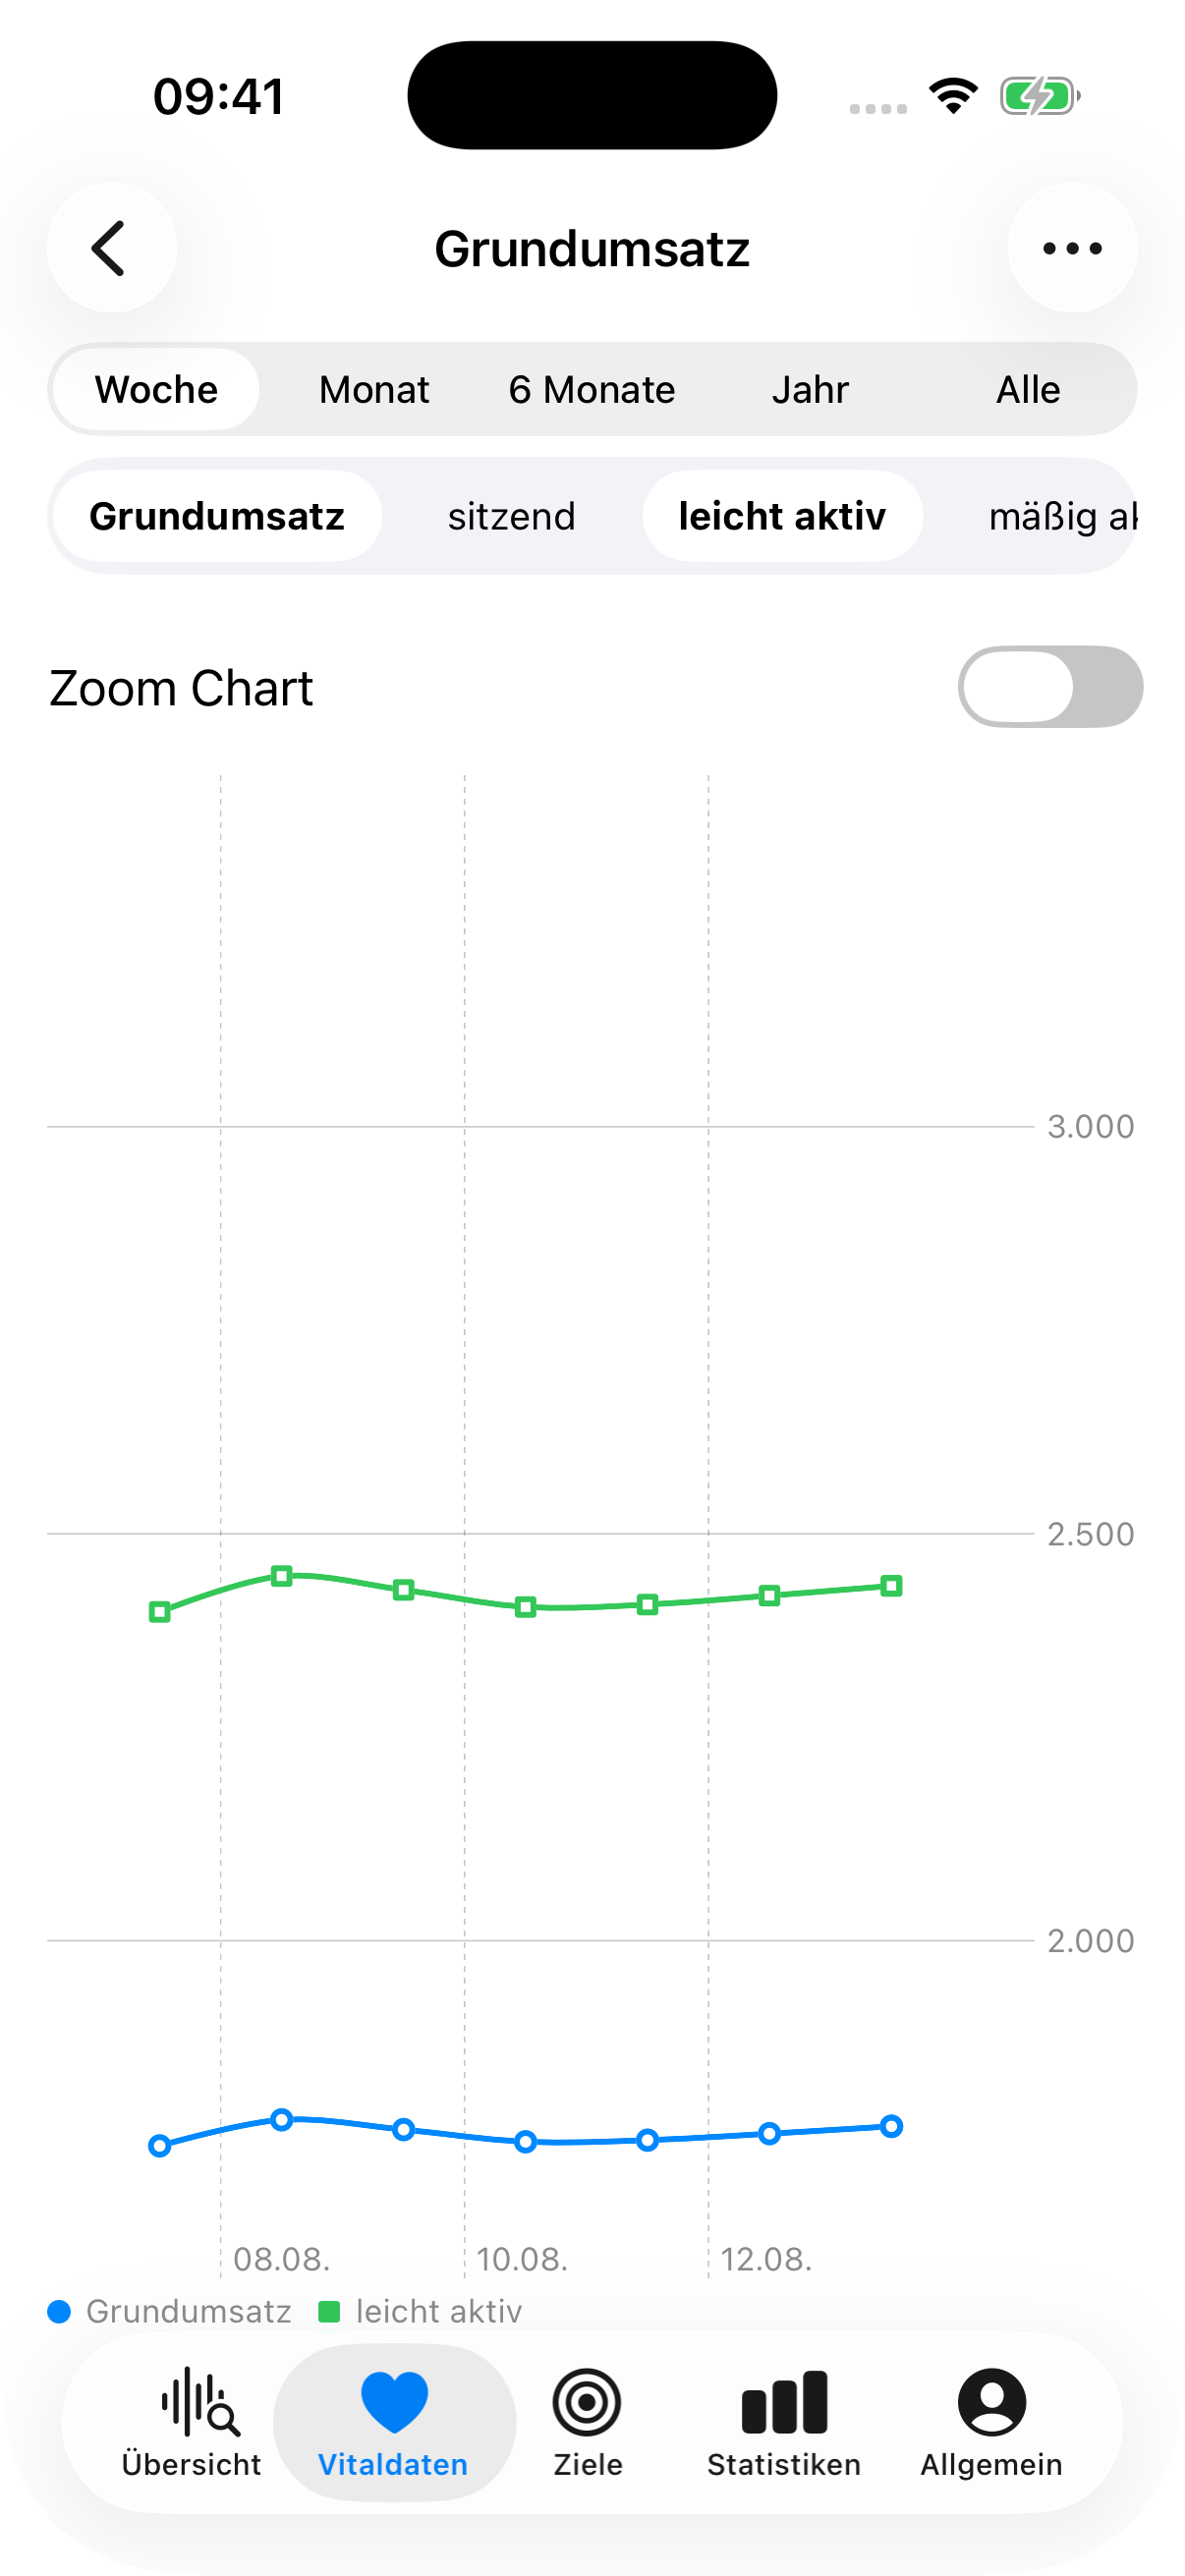 09:41
Grundumsatz
Woche Monat 6 Monate Jahr Alle
Grundumsatz sitzend leicht aktiv mäßig ak
Zoom Chart
3.000
2.500
2.000
08.08. 10.08. 12.08.
Grundumsatz leicht aktiv
Übersicht Vitaldaten Ziele Statistiken Allgemein